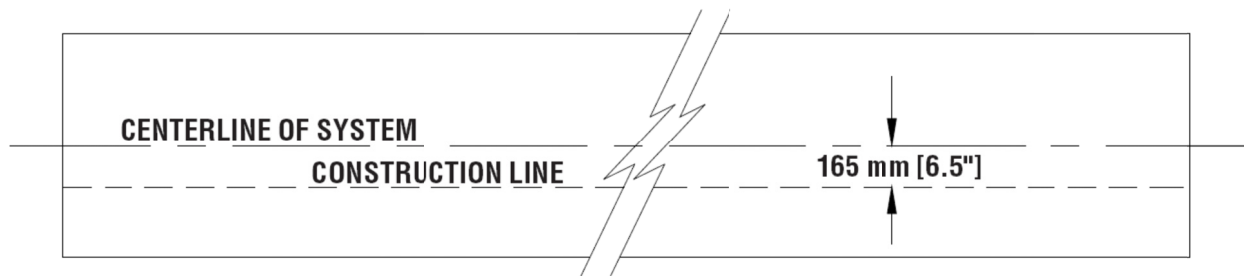 CENTERLINE OF SYSTEM
CONSTRUCTION LINE
165 mm [6.5"]